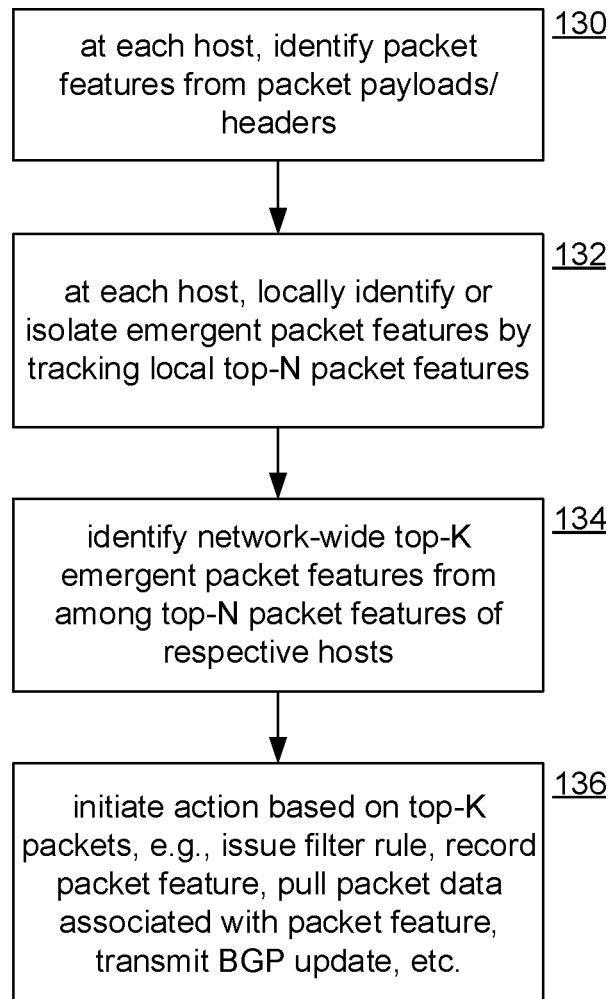 130
at each host, identify packet
features from packet payloads/
headers
132
at each host, locally identify or
isolate emergent packet features by
tracking local top-N packet features
134
identify network-wide top-K
emergent packet features from
among top-N packet features of
respective hosts
136
initiate action based on top-K
packets, e.g., issue filter rule, record
packet feature, pull packet data
associated with packet feature,
transmit BGP update, etc.